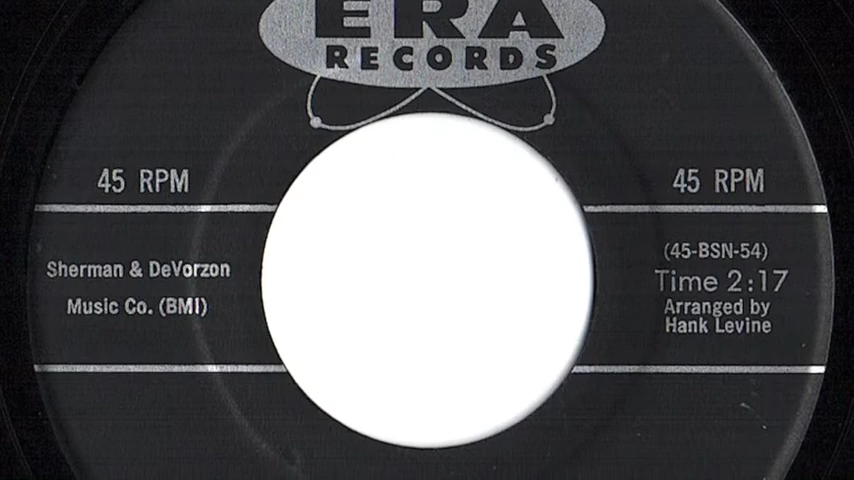 ERA
RECORDS
45 RPM
45 RPM
Sherman & DeVorzon
Music Co. (BMI)
(45-BSN-54)
Time 2:17
Arranged by
Hank Levine